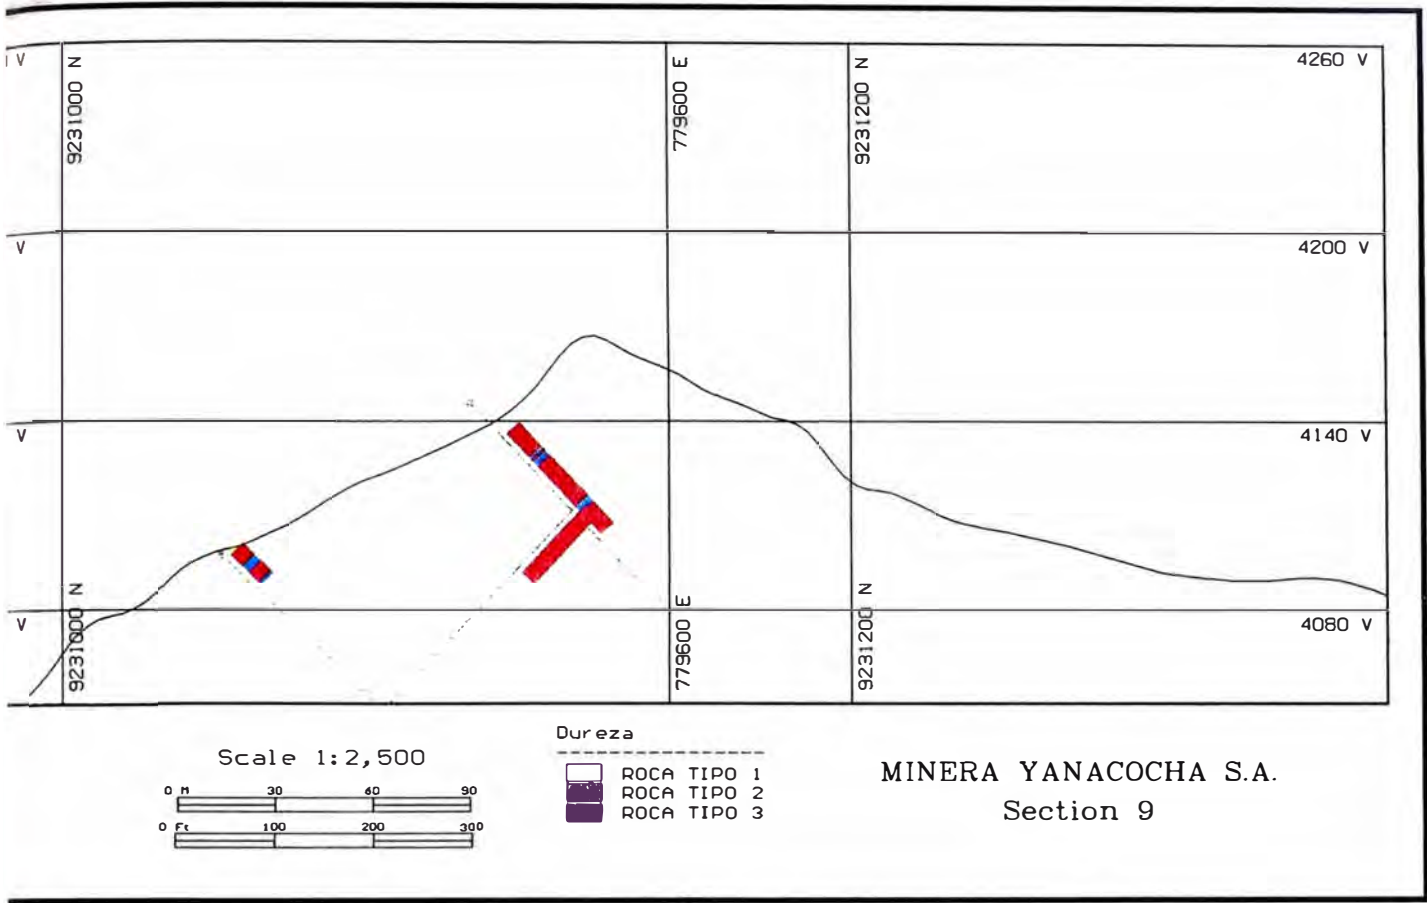 V
9231000 N
779600 E
9231200 N
4260 V
V
4200 V
V
4140 V
V
9231000 N
779600 E
9231200 N
4080 V
Scale 1:2,500
0 M 30 60 90
0 Ft 100 200 300
Dureza
ROCA TIPO 1
ROCA TIPO 2
ROCA TIPO 3
MINERA YANACOCHA S.A.
Section 9